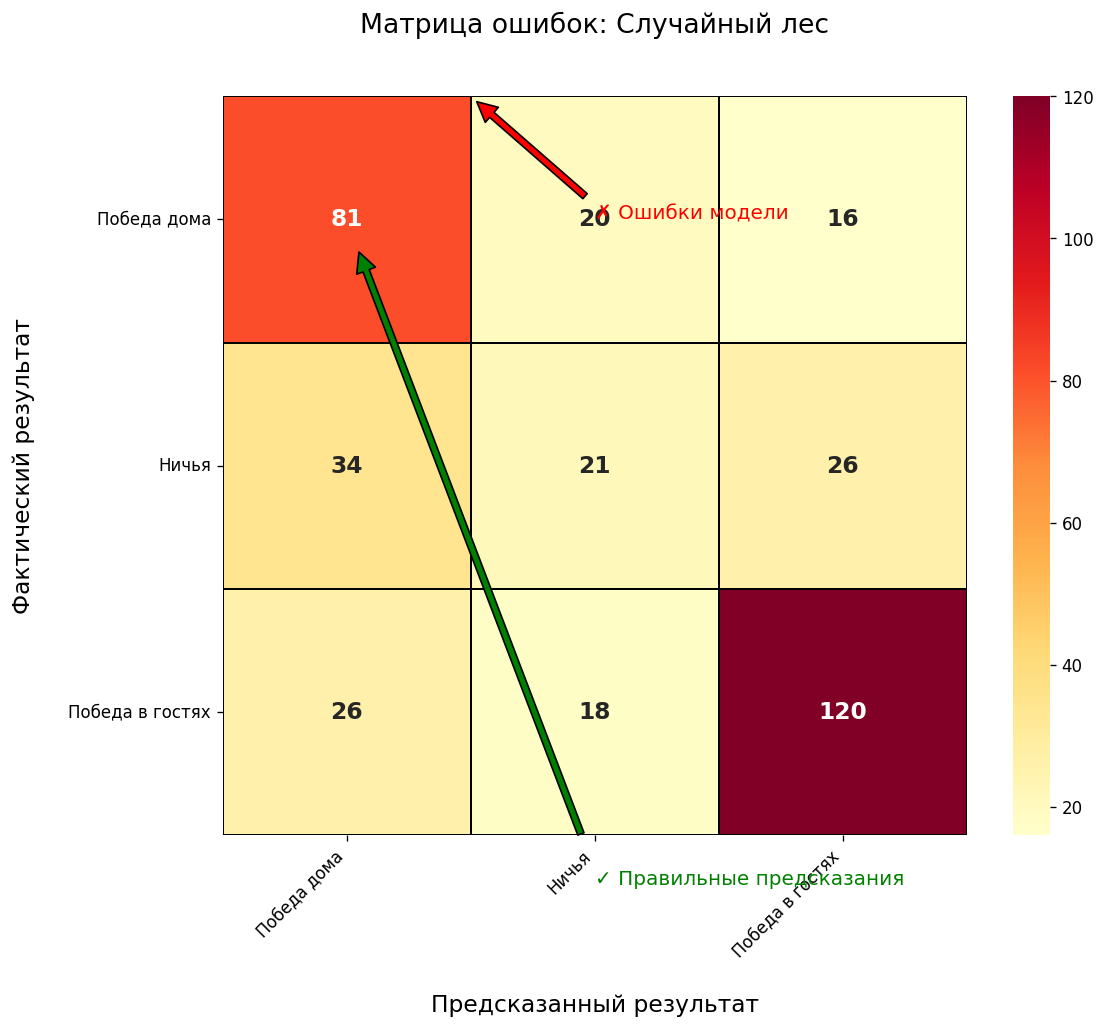 Матрица ошибок: Случайный лес
Фактический результат
Победа дома
81
20
✗ Ошибки модели
16
Ничья
34
21
26
Победа в гостях
26
18
120
Победа дома
Ничья
Победа в гостях
✓ Правильные предсказания
Предсказанный результат
120
100
80
60
40
20